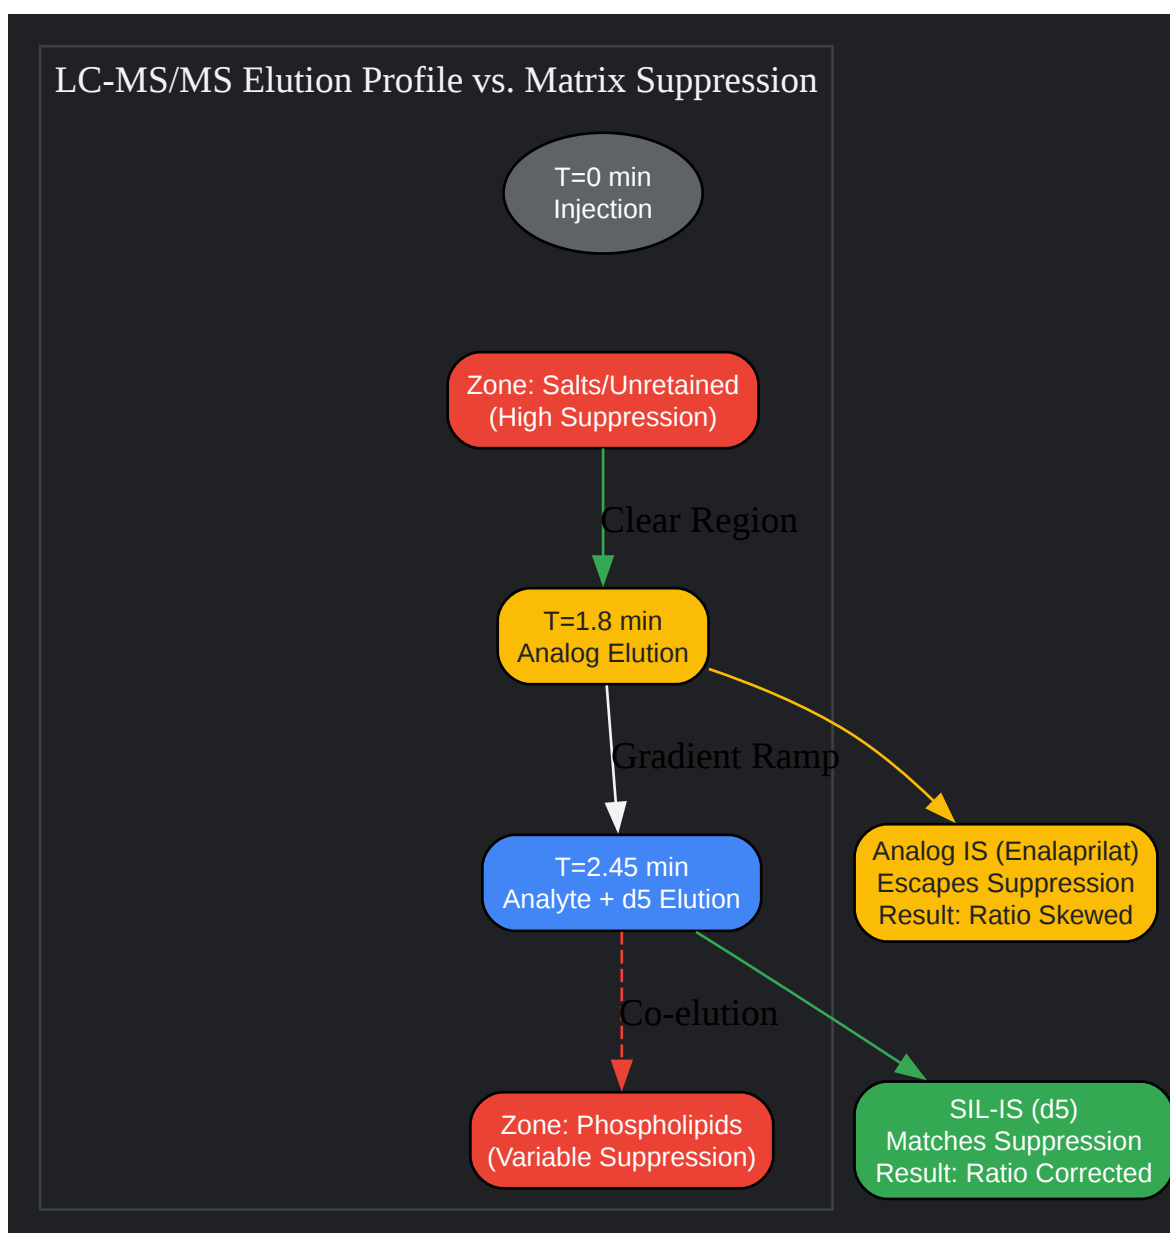 LC-MS/MS Elution Profile vs. Matrix Suppression
T=0 min
Injection
Zone: Salts/Unretained
(High Suppression)
Clear Region
T=1.8 min
Analog Elution
Gradient Ramp
T=2.45 min
Analyte + d5 Elution
Analog IS (Enalaprilat)
Escapes Suppression
Result: Ratio Skewed
Co-elution
Zone: Phospholipids
(Variable Suppression)
SIL-IS (d5)
Matches Suppression
Result: Ratio Corrected